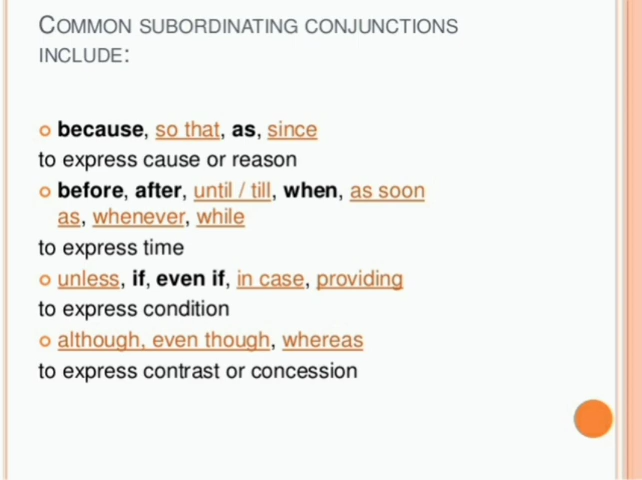 COMMON SUBORDINATING CONJUNCTIONS
INCLUDE:
because, so that, as, since
to express cause or reason
before, after, until / till, when, as soon
as, whenever, while
to express time
unless, if, even if, in case, providing
to express condition
although, even though, whereas
to express contrast or concession